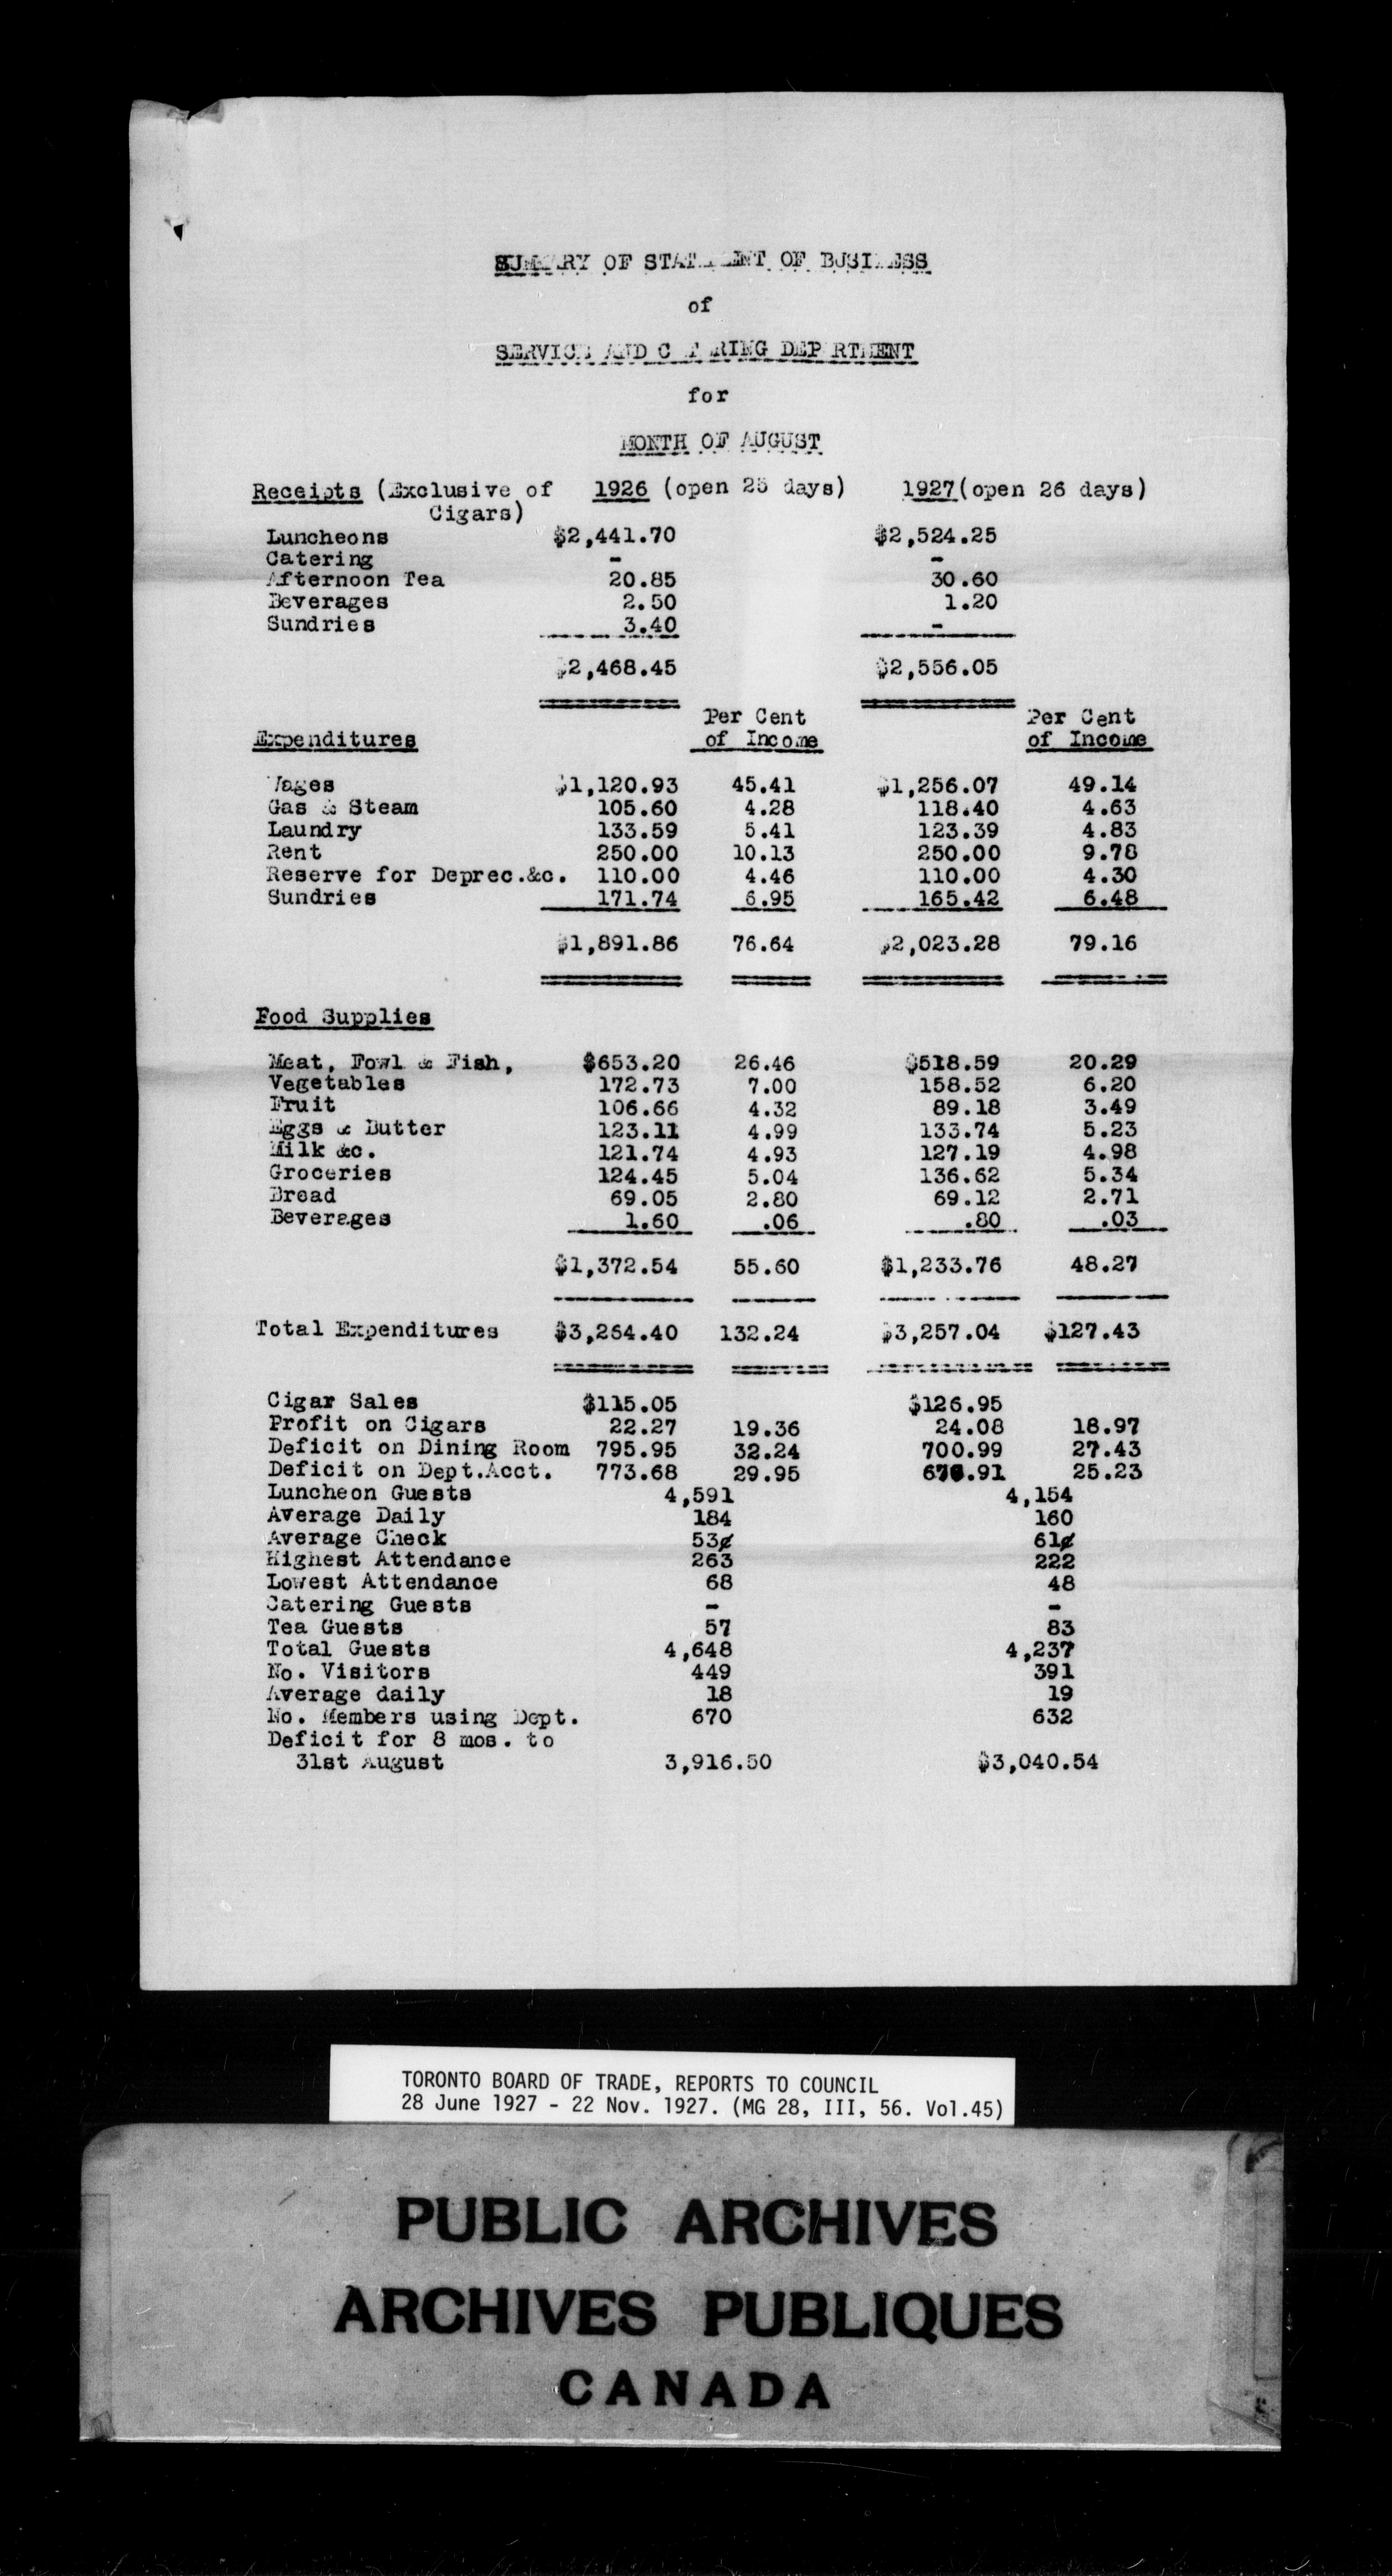 SUMMARY OF STATEMENT OF BUSINESS
of
SERVICE AND CATERING DEPARTMENT
for
MONTH OF AUGUST
Receipts (Exclusive of 1926 (open 25 days) 1927(open 26 days)
Cigars)
Luncheons $2,441.70 $2,524.25
Catering - -
Afternoon Tea 20.85 30.60
Beverages 2.50 1.20
Sundries 3.40 -
$2,468.45 $2,556.05
Per Cent Per Cent
Expenditures of Income of Income
Wages $1,120.93 45.41 $1,256.07 49.14
Gas & Steam 105.60 4.28 118.40 4.63
Laundry 133.59 5.41 123.39 4.83
Rent 250.00 10.13 250.00 9.78
Reserve for Deprec.&c. 110.00 4.46 110.00 4.30
Sundries 171.74 6.95 165.42 6.48
$1,891.86 76.64 $2,023.28 79.16
Food Supplies
Meat, Fowl & Fish, $653.20 26.46 $518.59 20.29
Vegetables 172.73 7.00 158.52 6.20
Fruit 106.66 4.32 89.18 3.49
Eggs & Butter 123.11 4.99 133.74 5.23
Milk &c. 121.74 4.93 127.19 4.98
Groceries 124.45 5.04 136.62 5.34
Bread 69.05 2.80 69.12 2.71
Beverages 1.60 .06 .80 .03
$1,372.54 55.60 $1,233.76 48.27
Total Expenditures $3,264.40 132.24 $3,257.04 $127.43
Cigar Sales $115.05 $126.95
Profit on Cigars 22.27 19.36 24.08 18.97
Deficit on Dining Room 795.95 32.24 700.99 27.43
Deficit on Dept.Acct. 773.68 29.95 676.91 25.23
Luncheon Guests 4,591 4,154
Average Daily 184 160
Average Check 53¢ 61¢
Highest Attendance 263 222
Lowest Attendance 68 48
Catering Guests - -
Tea Guests 57 83
Total Guests 4,648 4,237
No. Visitors 449 391
Average daily 18 19
No. Members using Dept. 670 632
Deficit for 8 mos. to
31st August 3,916.50 $3,040.54
TORONTO BOARD OF TRADE, REPORTS TO COUNCIL
28 June 1927 - 22 Nov. 1927. (MG 28, III, 56. Vol.45)
PUBLIC ARCHIVES
ARCHIVES PUBLIQUES
CANADA